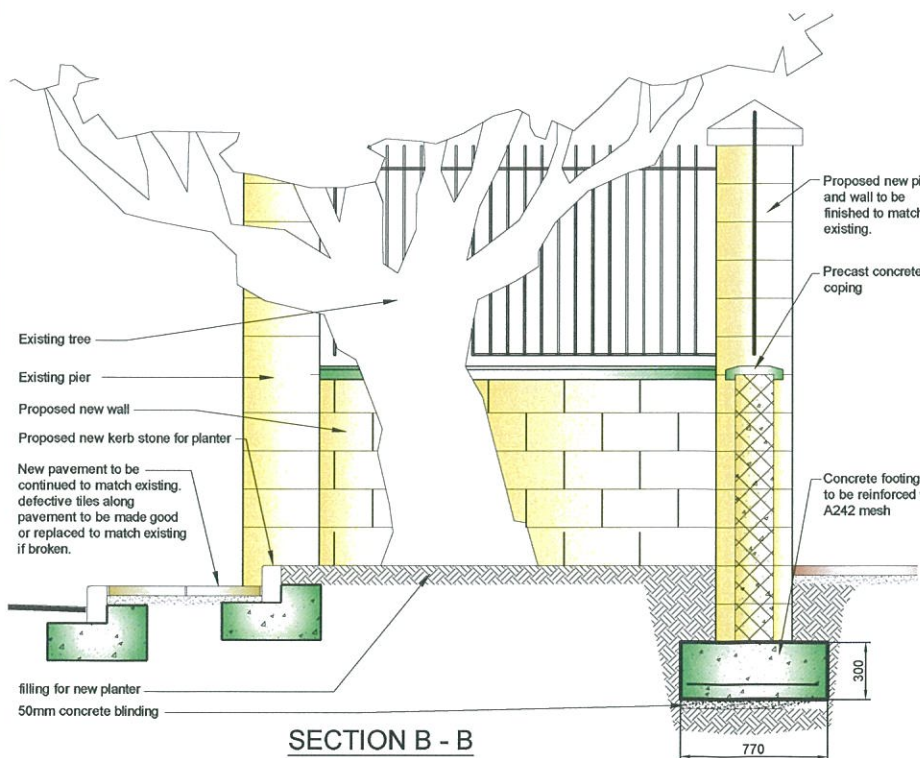 Proposed new
and wall to be
finished to match
existing.
Precast concrete
coping
Existing tree
Existing pier
Proposed new wall
Proposed new kerb stone for planter
New pavement to be
continued to match existing.
defective tiles along
pavement to be made good
or replaced to match existing
if broken.
Concrete footing
to be reinforced
A242 mesh
filling for new planter
50mm concrete blinding
300
770
SECTION B - B